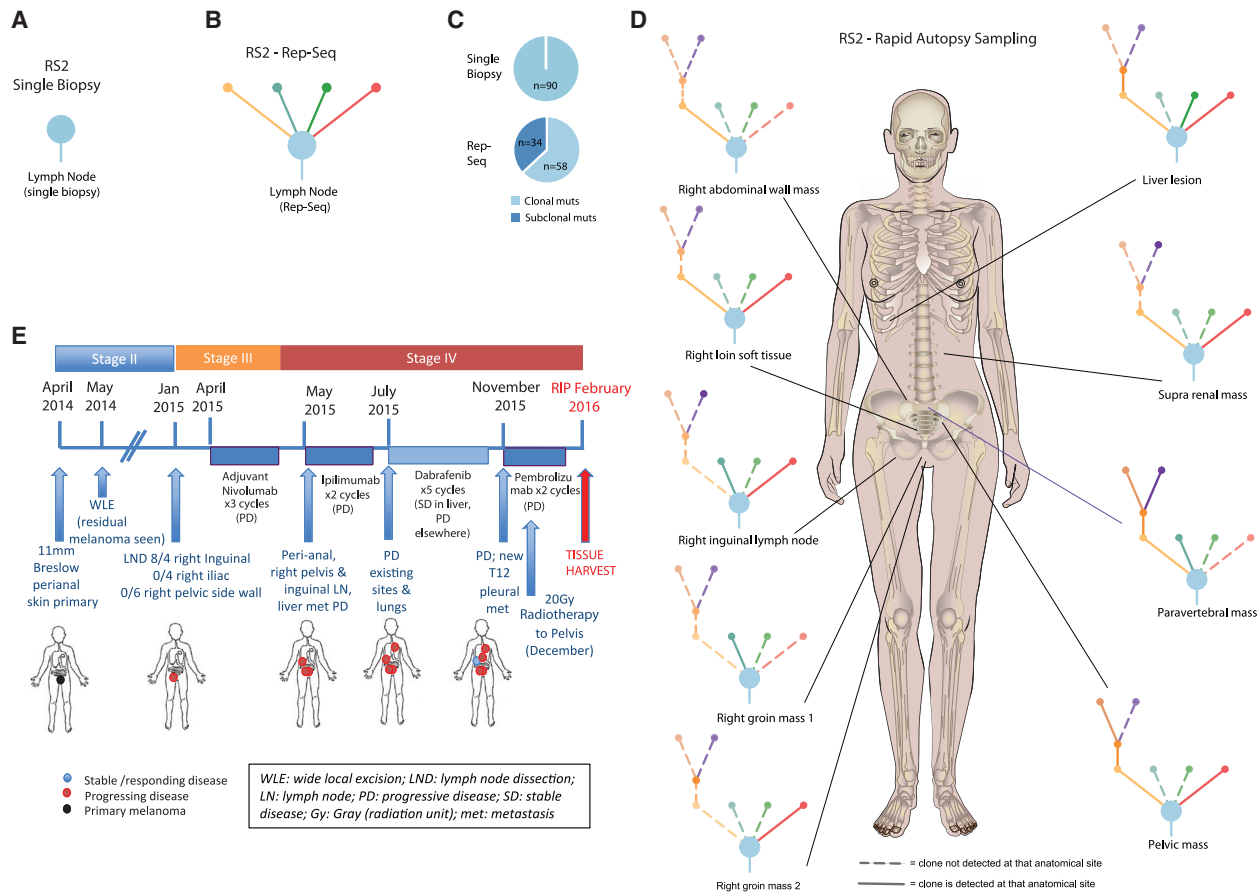 A
RS2
Single Biopsy
Lymph Node
(single biopsy)
B
RS2 - Rep-Seq
Lymph Node
(Rep-Seq)
C
Single
Biopsy
n=90
Rep-
Seq
n=34
n=58
Clonal muts
Subclonal muts
D
RS2 - Rapid Autopsy Sampling
Right abdominal wall mass
Liver lesion
Right loin soft tissue
Supra renal mass
Right inguinal lymph node
Paravertebral mass
Right groin mass 1
Pelvic mass
Right groin mass 2
= clone not detected at that anatomical site
= clone is detected at that anatomical site
E
Stage II
Stage III
Stage IV
April
2014
May
2014
Jan
2015
April
2015
May
2015
July
2015
November
2015
RIP February
2016
Adjuvant
Nivolumab
x3 cycles
(PD)
Ipilimumab
x2 cycles
(PD)
Dabrafenib
x5 cycles
(SD in liver,
PD
elsewhere)
Pembrolizu
mab x2 cycles
(PD)
WLE
(residual
melanoma seen)
11mm
Breslow
perianal
skin primary
LND 8/4 right Inguinal
0/4 right iliac
0/6 right pelvic side wall
Peri-anal,
right pelvis &
inguinal LN,
liver met PD
PD
existing
sites &
lungs
PD; new
T12
pleural
met
20Gy
Radiotherapy
to Pelvis
(December)
TISSUE
HARVEST
Stable /responding disease
Progressing disease
Primary melanoma
WLE: wide local excision; LND: lymph node dissection;
LN: lymph node; PD: progressive disease; SD: stable
disease; Gy: Gray (radiation unit); met: metastasis